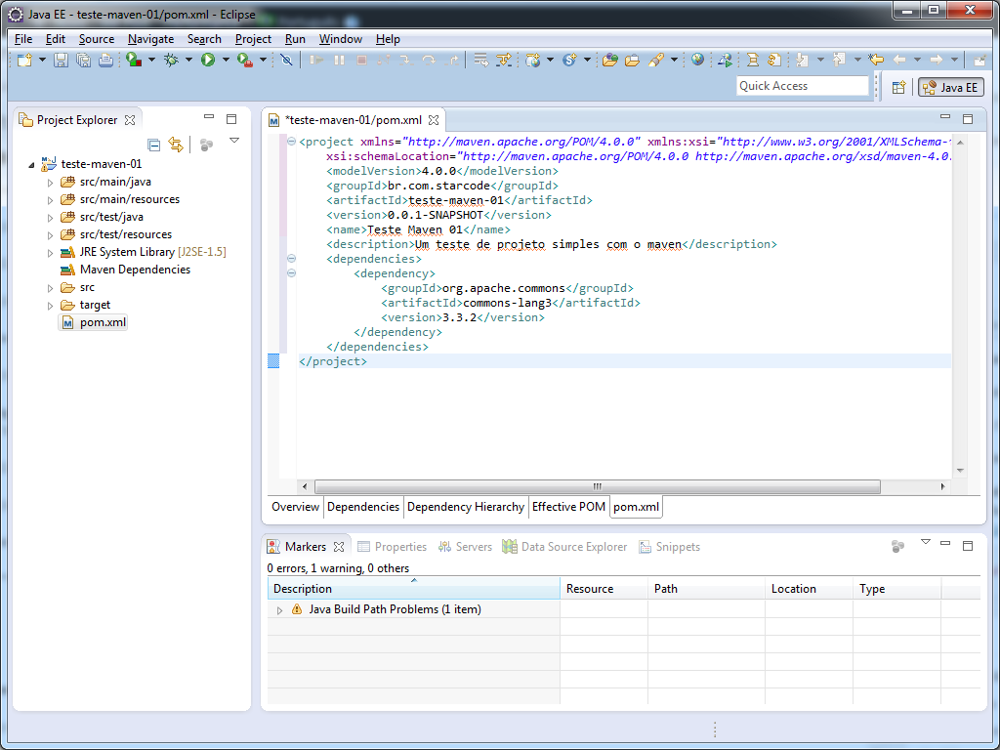 Java EE - teste-maven-01/pom.xml - Eclipse
File Edit Source Navigate Search Project Run Window Help
Quick Access
Java EE
Project Explorer
teste-maven-01
src/main/java
src/main/resources
src/test/java
src/test/resources
JRE System Library [J2SE-1.5]
Maven Dependencies
src
target
pom.xml
*teste-maven-01/pom.xml
<project xmlns="http://maven.apache.org/POM/4.0.0" xmlns:xsi="http://www.w3.org/2001/XMLSchema-
xsi:schemaLocation="http://maven.apache.org/POM/4.0.0 http://maven.apache.org/xsd/maven-4.0.
<modelVersion>4.0.0</modelVersion>
<groupId>br.com.starcode</groupId>
<artifactId>teste-maven-01</artifactId>
<version>0.0.1-SNAPSHOT</version>
<name>Teste Maven 01</name>
<description>Um teste de projeto simples com o maven</description>
<dependencies>
<dependency>
<groupId>org.apache.commons</groupId>
<artifactId>commons-lang3</artifactId>
<version>3.3.2</version>
</dependency>
</dependencies>
</project>
Overview Dependencies Dependency Hierarchy Effective POM pom.xml
Markers Properties Servers Data Source Explorer Snippets
0 errors, 1 warning, 0 others
Description Resource Path Location Type
Java Build Path Problems (1 item)